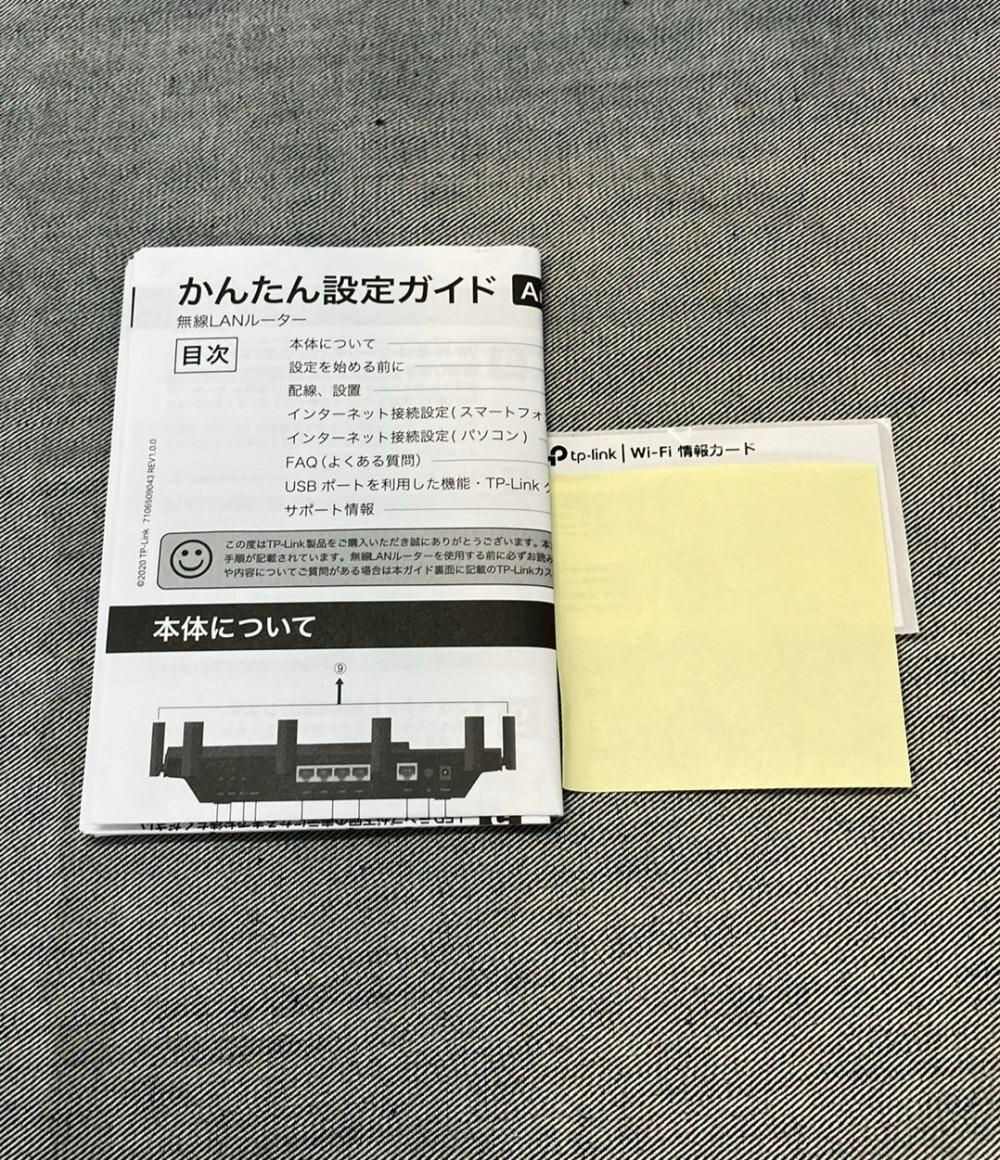 かんたん設定ガイド A
無線LANルーター
目次
本体について
設定を始める前に
配線、設置
インターネット接続設定(スマートフォ
インターネット接続設定(パソコン)
FAQ(よくある質問)
USB ポートを利用した機能・TP-Link
サポート情報
この度はTP-Link製品をご購入いただき誠にありがとうございます。本
手順が記載されています。無線LANルーターを使用する前に必ずお読み
や内容についてご質問がある場合は本ガイド裏面に記載のTP-Linkカス
©2020 TP-Link 7106509043 REV1.0.0
本体について
⑨
tp-link | Wi-Fi 情報カード